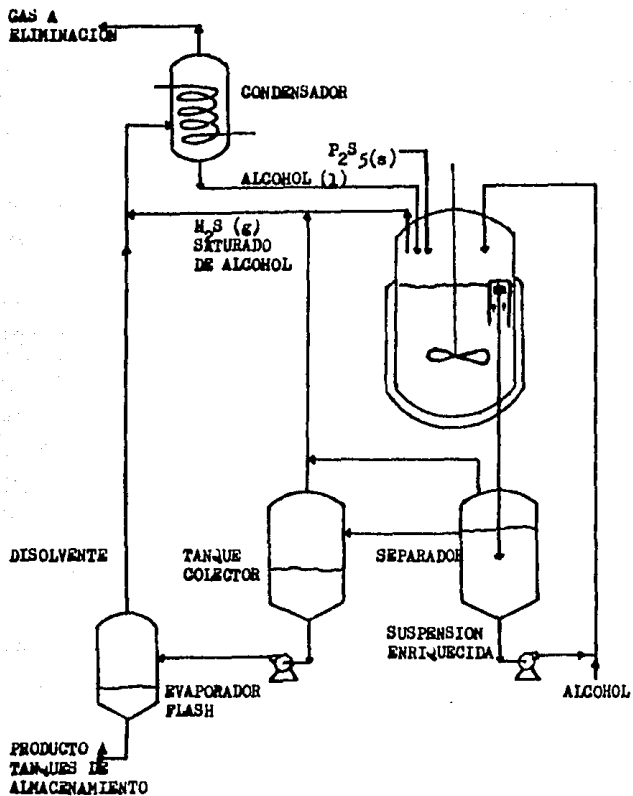 GAS A
ELIMINACIÓN
CONDENSADOR
P2S5(s)
ALCOHOL (l)
H2S (g)
SATURADO
DE ALCOHOL
DISOLVENTE
TANQUE
COLECTOR
SEPARADOR
SUSPENSION
ENRIQUECIDA
ALCOHOL
EVAPORADOR
FLASH
PRODUCTO
TANQUES DE
ALMACENAMIENTO